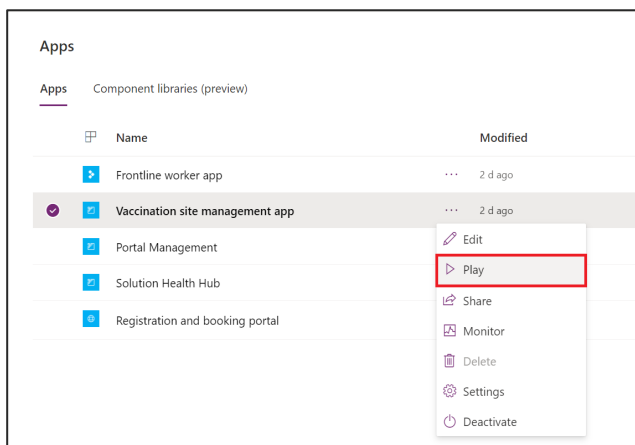 Apps
Apps Component libraries (preview)
Name Modified
Frontline worker app ... 2 d ago
Vaccination site management app ... 2 d ago
Portal Management
Solution Health Hub
Registration and booking portal
Edit
Play
Share
Monitor
Delete
Settings
Deactivate